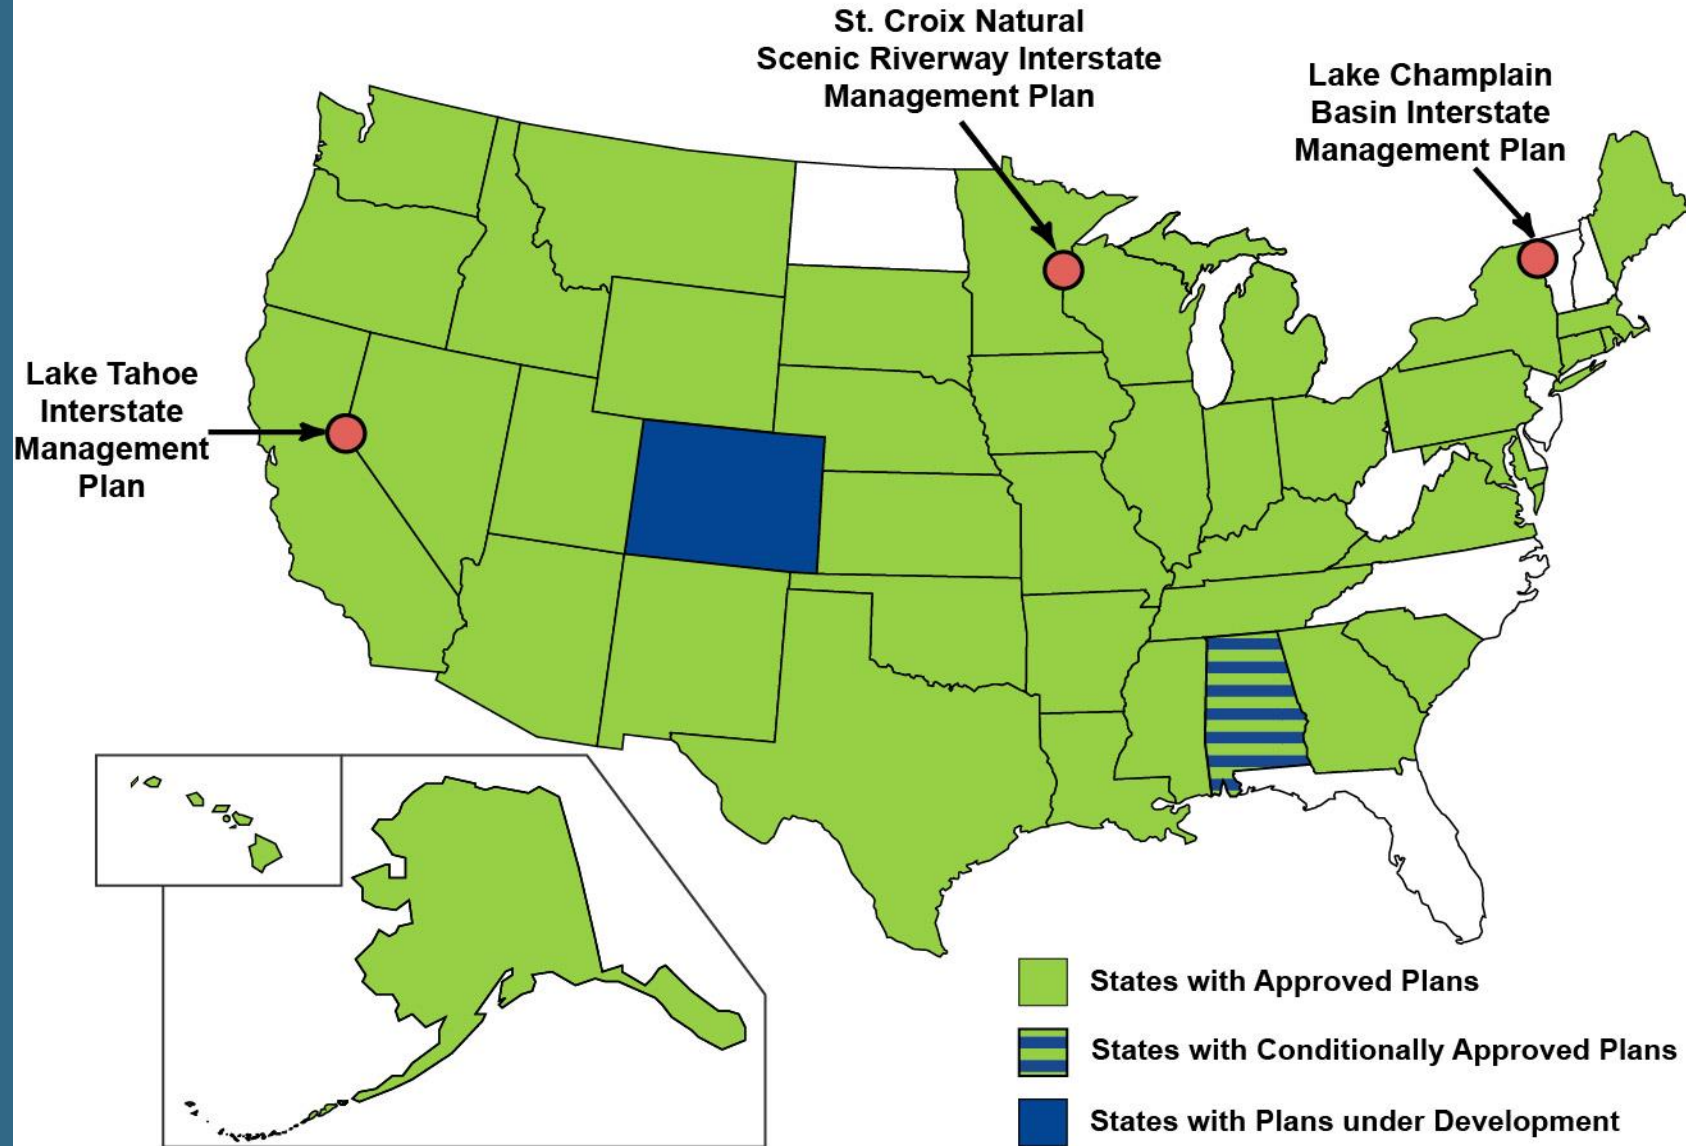 St. Croix Natural
Scenic Riverway Interstate
Management Plan
Lake Champlain
Basin Interstate
Management Plan
Lake Tahoe
Interstate
Management
Plan
States with Approved Plans
States with Conditionally Approved Plans
States with Plans under Development